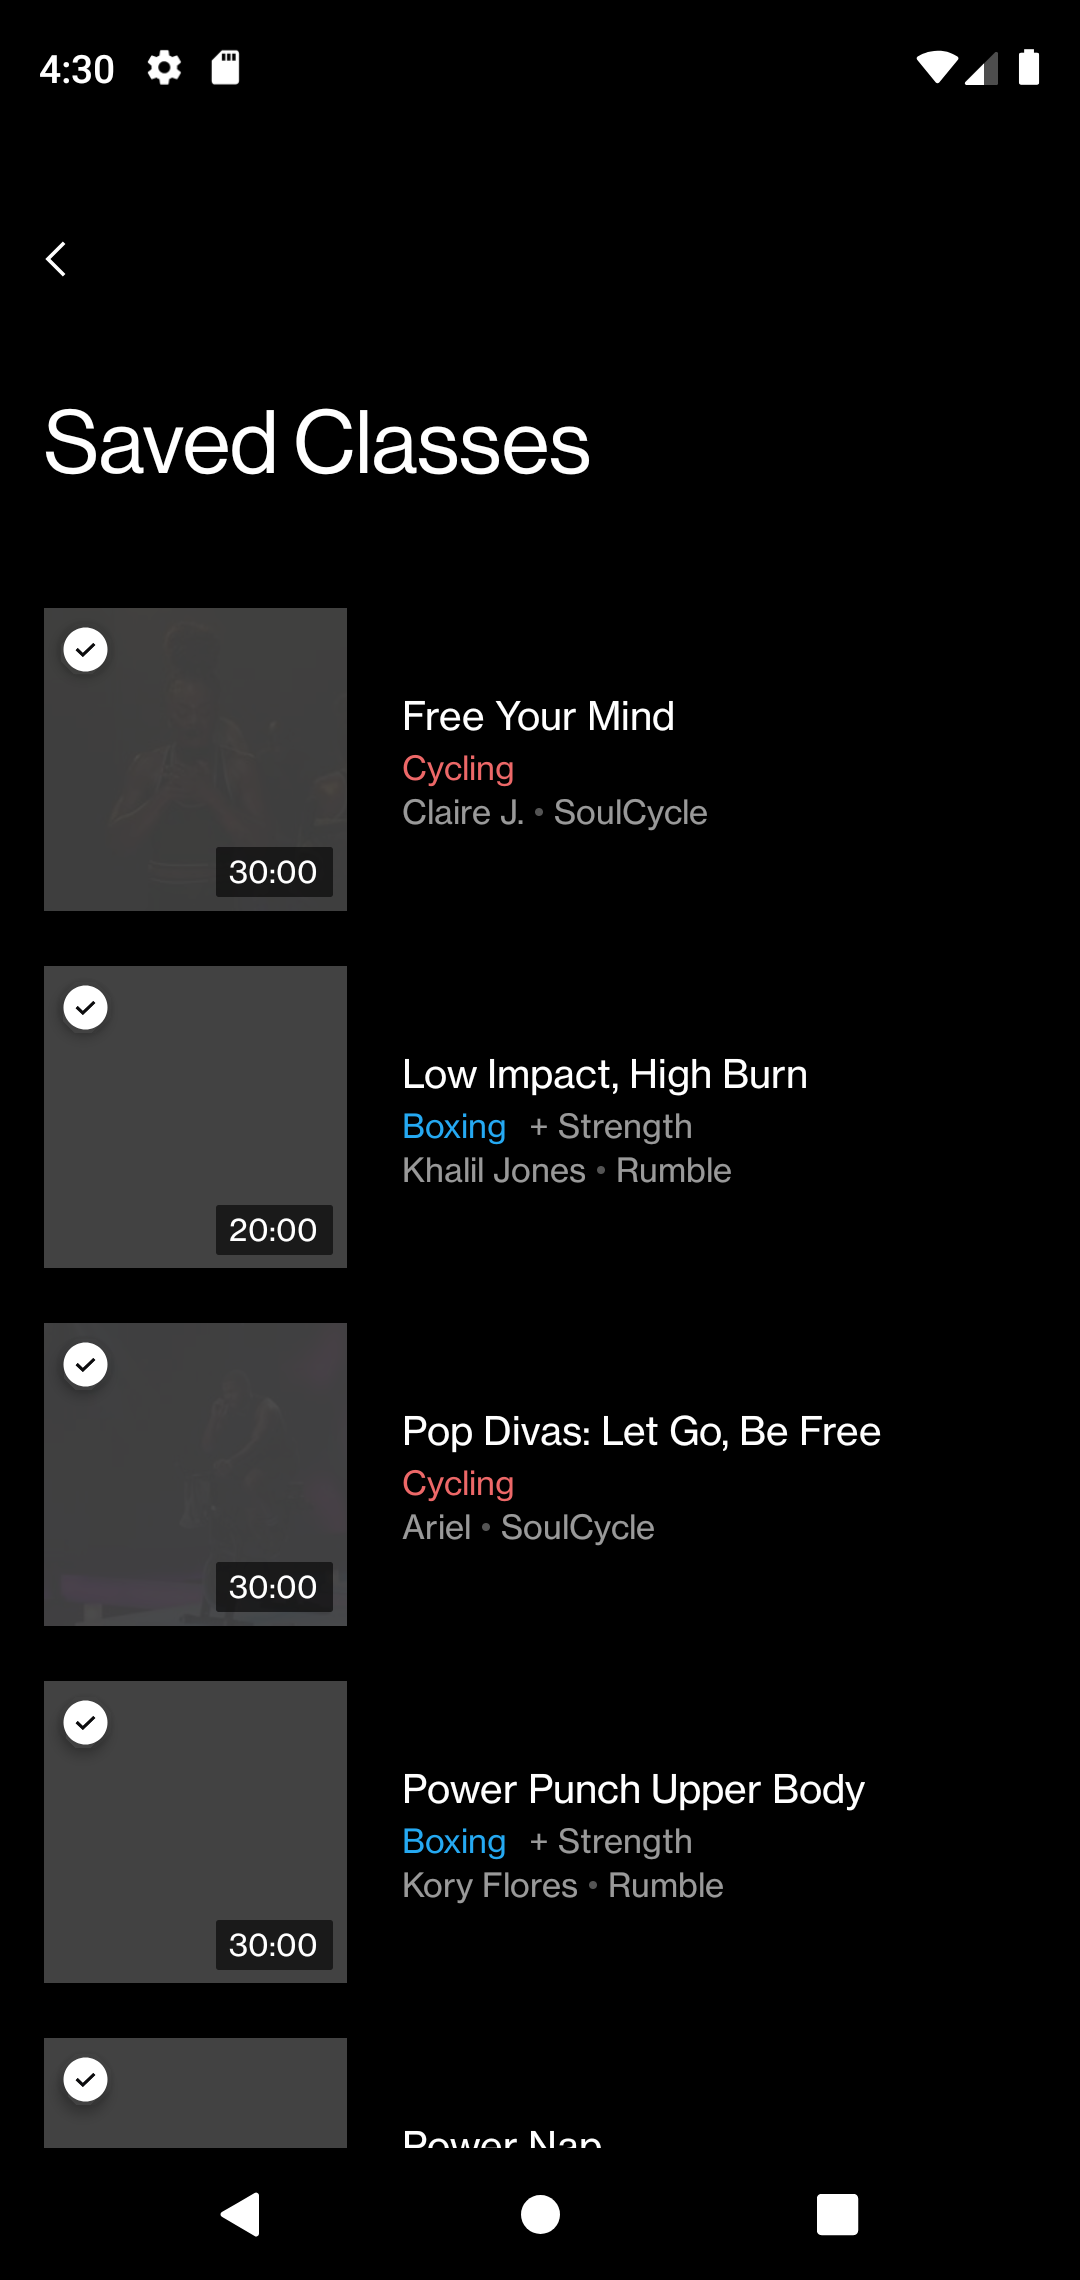 4:30
Saved Classes
30:00
Free Your Mind
Cycling
Claire J. • SoulCycle
20:00
Low Impact, High Burn
Boxing + Strength
Khalil Jones • Rumble
30:00
Pop Divas: Let Go, Be Free
Cycling
Ariel • SoulCycle
30:00
Power Punch Upper Body
Boxing + Strength
Kory Flores • Rumble
Power Nap